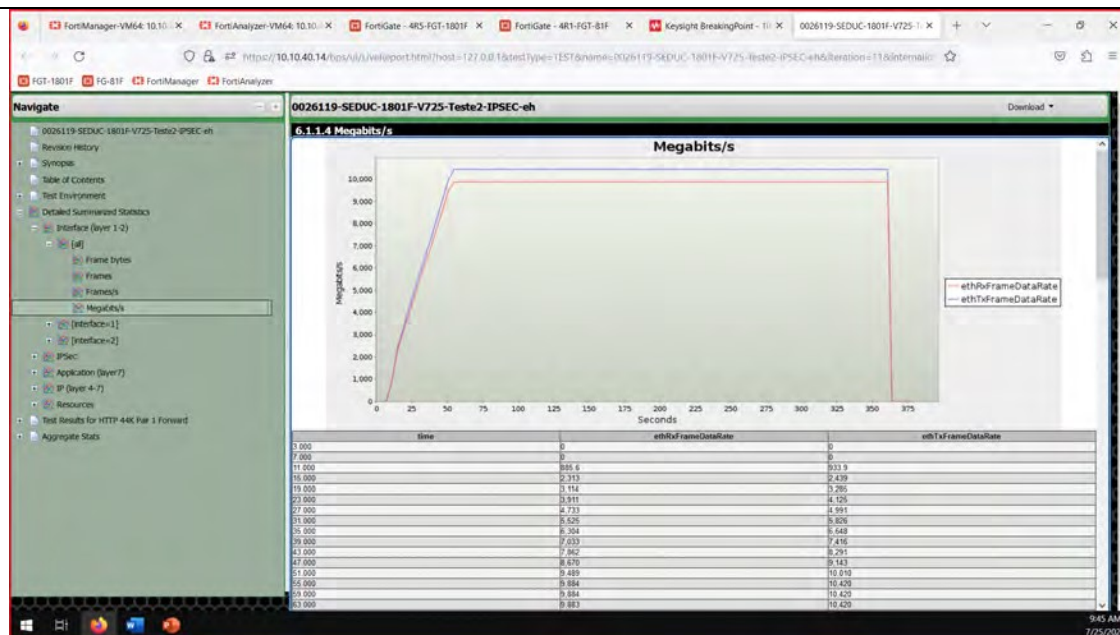 FortiManager-VM64: 10.10.
FortiAnalyzer-VM64: 10.10.
FortiGate - 4R5-FGT-1801F
FortiGate - 4R1-FGT-81F
Keysight BreakingPoint -
0026119-SEDUC-1801F-V725-
FGT-1801F FG-81F FortiManager FortiAnalyzer
Navigate
0026119-SEDUC-1801F-V725-Teste2-IPSEC-eh
Revision History
Synopsis
Table of Contents
Test Environment
Detailed Summarized Statistics
Interface (layer 1-2)
[all]
Frame bytes
Frames
Frames/s
Megabits/s
[interface=1]
[interface=2]
IPSec
Application (layer7)
IP (layer 4-7)
Resources
Test Results for HTTP 44K Pair 1 Forward
Aggregate Stats
0026119-SEDUC-1801F-V725-Teste2-IPSEC-eh Download
6.1.1.4 Megabits/s
Megabits/s
10,000
9,000
8,000
7,000
6,000
5,000
4,000
3,000
2,000
1,000
0
Megabits/s
0 25 50 75 100 125 150 175 200 225 250 275 300 325 350 375
Seconds
ethRxFrameDataRate
ethTxFrameDataRate
time ethRxFrameDataRate ethTxFrameDataRate
3.000 0 0
7.000 0 0
11.000 885.6 933.9
15.000 2,313 2,439
19.000 3,114 3,285
23.000 3,911 4,125
27.000 4,733 4,991
31.000 5,525 5,826
35.000 6,304 6,648
39.000 7,033 7,416
43.000 7,862 8,291
47.000 8,670 9,143
51.000 9,489 10,010
55.000 9,884 10,420
59.000 9,884 10,420
63.000 9,883 10,420
9:45 AM